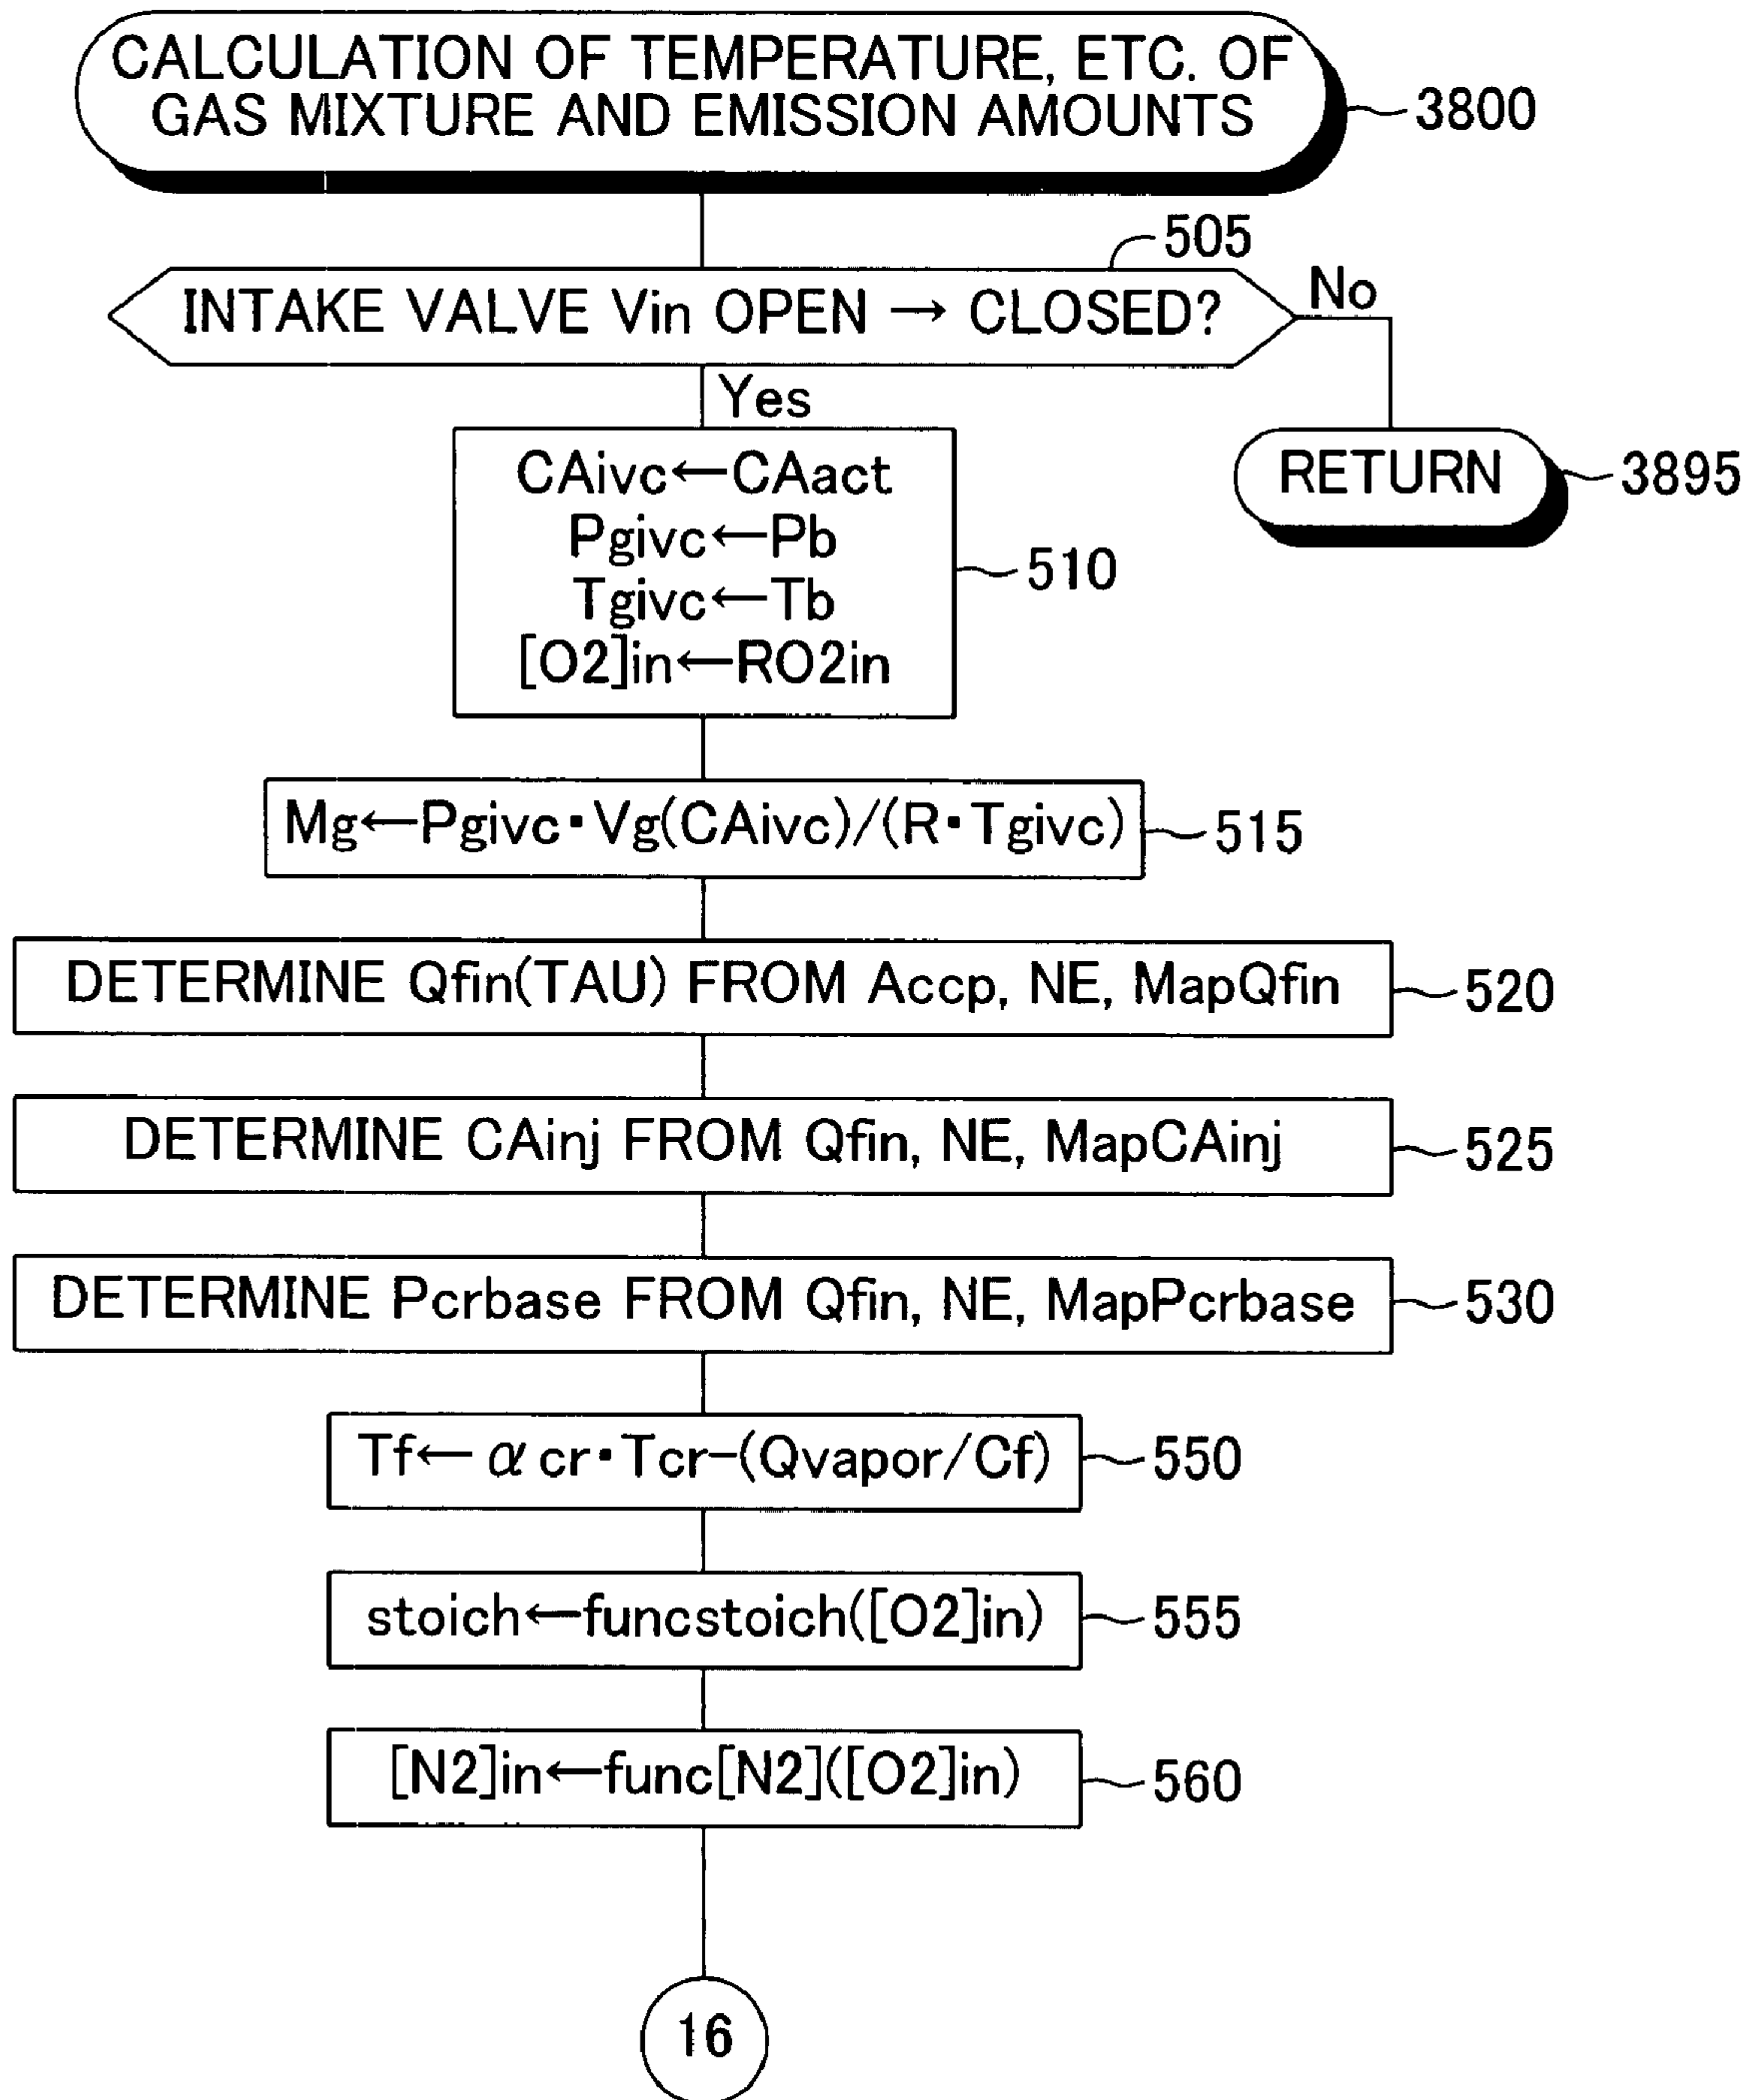 CALCULATION OF TEMPERATURE, ETC. OF
GAS MIXTURE AND EMISSION AMOUNTS
3800
505
INTAKE VALVE Vin OPEN → CLOSED?
No
Yes
RETURN
3895
CAivc←CAact
Pgivc←Pb
Tgivc←Tb
[O2]in←RO2in
510
Mg←Pgivc・Vg(CAivc)/(R・Tgivc)
515
DETERMINE Qfin(TAU) FROM Accp, NE, MapQfin
520
DETERMINE CAinj FROM Qfin, NE, MapCAinj
525
DETERMINE Pcrbase FROM Qfin, NE, MapPcrbase
530
Tf←αcr・Tcr-(Qvapor/Cf)
550
stoich←funcstoich([O2]in)
555
[N2]in←func[N2]([O2]in)
560
16